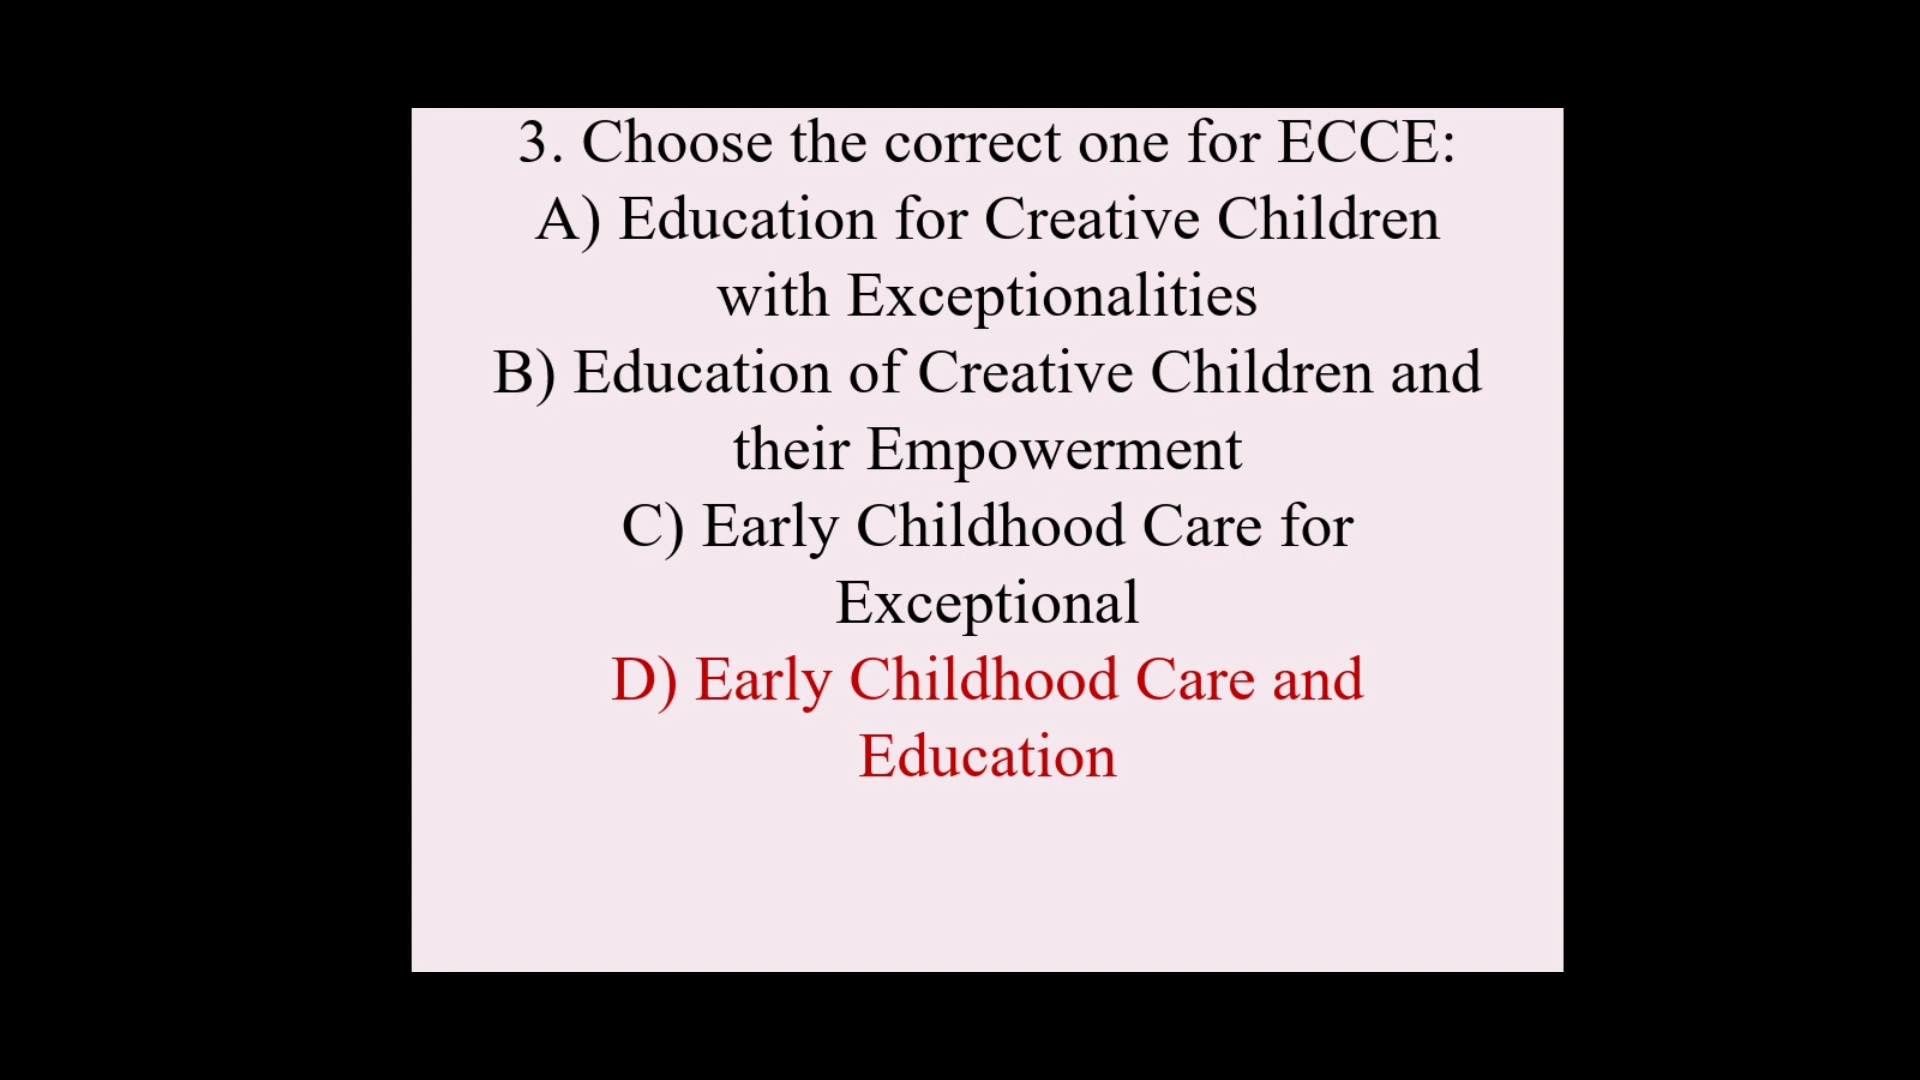 3. Choose the correct one for ECCE:
A) Education for Creative Children
with Exceptionalities
B) Education of Creative Children and
their Empowerment
C) Early Childhood Care for
Exceptional
D) Early Childhood Care and
Education